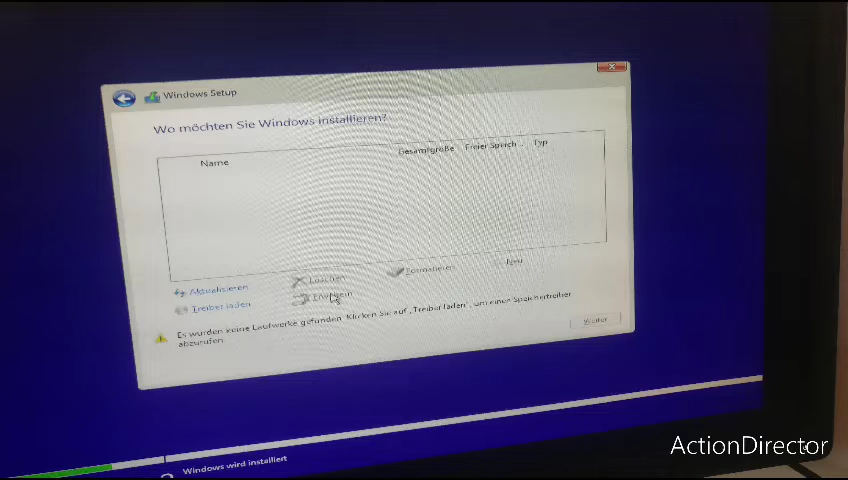 Windows Setup
Wo möchten Sie Windows installieren?
Name Gesamtgröße Freier Speich... Typ
Aktualisieren Löschen Formatieren Neu
Treiber laden Erweitern
Es wurden keine Laufwerke gefunden. Klicken Sie auf „Treiber laden", um einen Speichertreiber
abzurufen.
Weiter
Windows wird installiert
ActionDirector